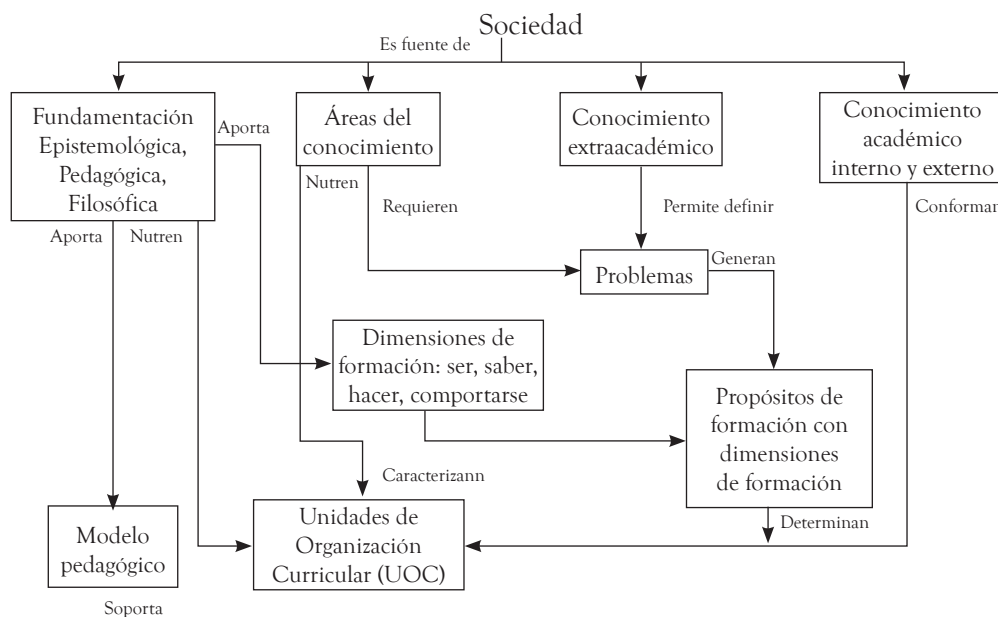 Sociedad
Es fuente de
Fundamentación
Epistemológica,
Pedagógica,
Filosófica
Aporta
Áreas del
conocimiento
Conocimiento
extraacadémico
Conocimiento
académico
interno y externo
Nutren
Requieren
Permite definir
Conforman
Aporta
Nutren
Problemas
Generan
Dimensiones de
formación: ser, saber,
hacer, comportarse
Propósitos de
formación con
dimensiones
de formación
Caracterizann
Modelo
pedagógico
Unidades de
Organización
Curricular (UOC)
Determinan
Soporta